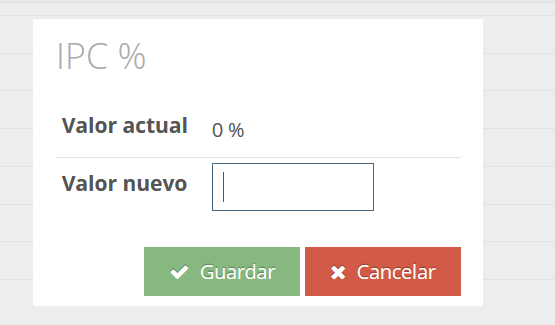 IPC %
Valor actual 0 %
Valor nuevo
Guardar Cancelar